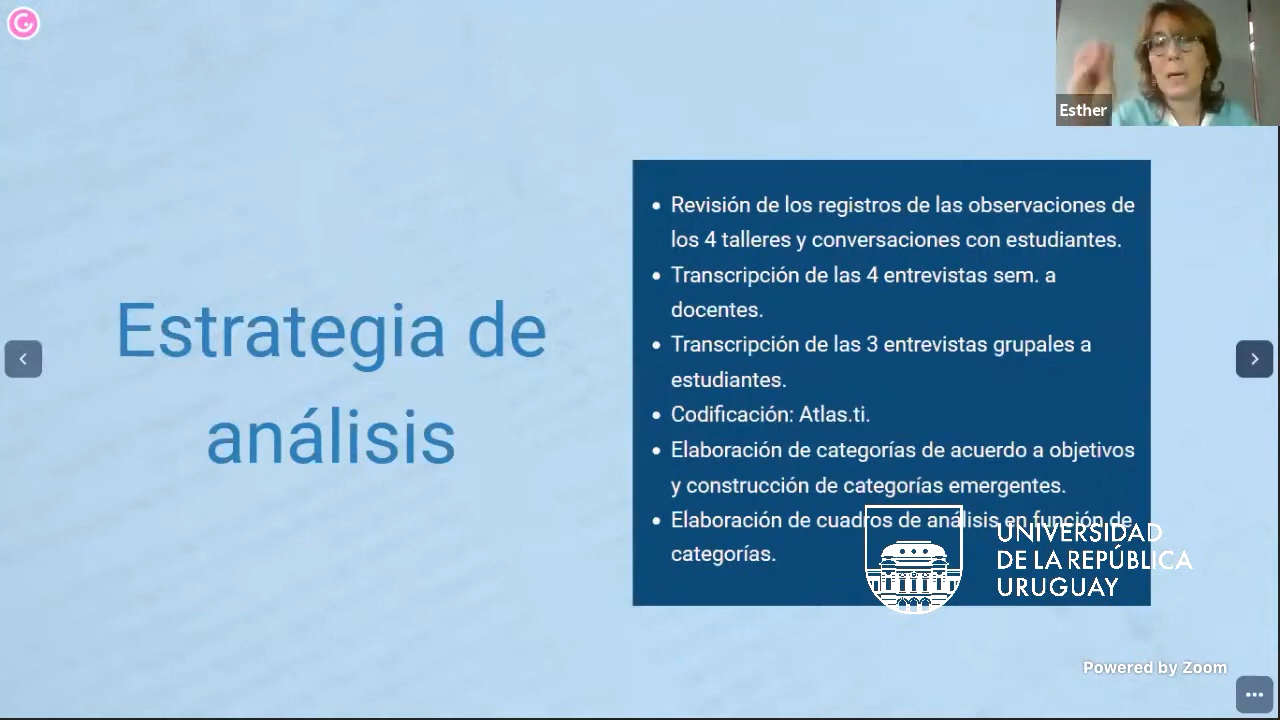 Esther
Estrategia de
análisis
Revisión de los registros de las observaciones de
los 4 talleres y conversaciones con estudiantes.
Transcripción de las 4 entrevistas sem. a
docentes.
Transcripción de las 3 entrevistas grupales a
estudiantes.
Codificación: Atlas.ti.
Elaboración de categorías de acuerdo a objetivos
y construcción de categorías emergentes.
Elaboración de cuadros de análisis en función de
categorías.
UNIVERSIDAD
DE LA REPÚBLICA
URUGUAY
Powered by Zoom